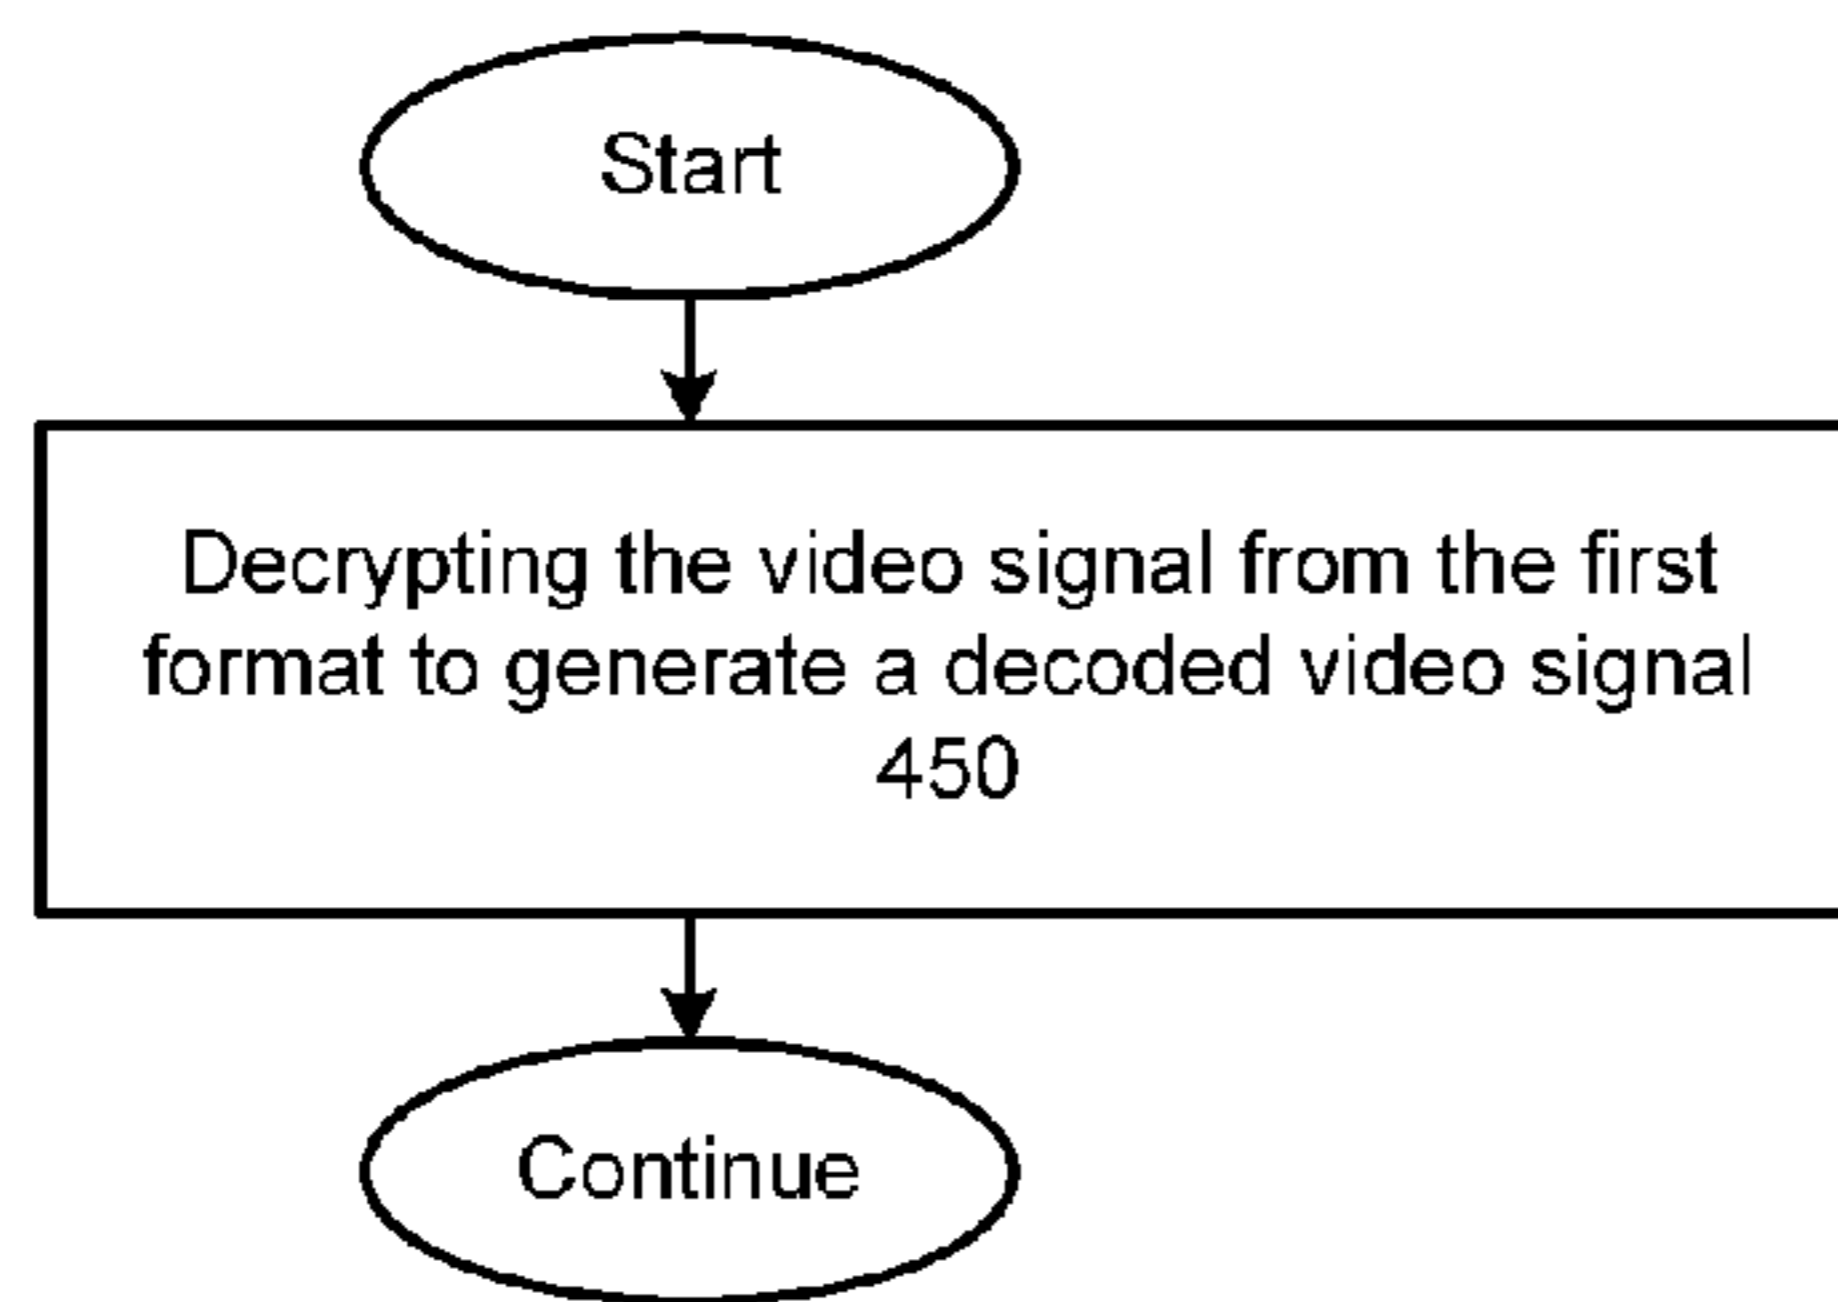 Start
Decrypting the video signal from the first
format to generate a decoded video signal
450
Continue